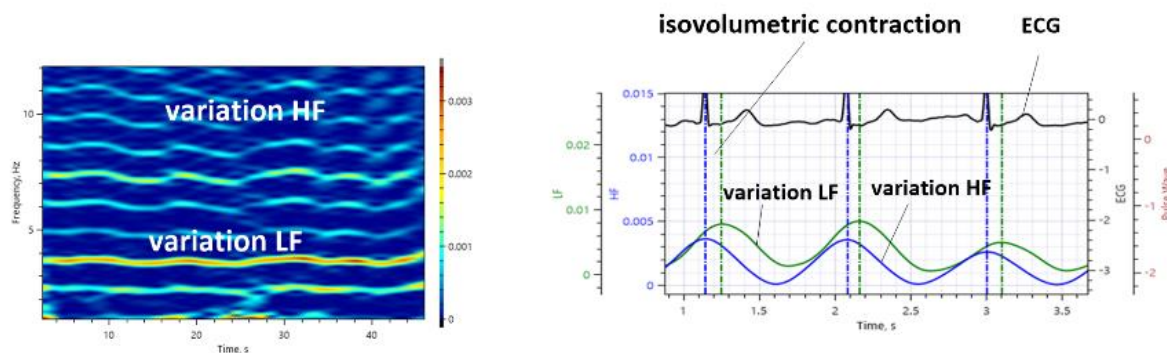 variation HF
variation LF
Frequency, Hz
10
5
10
20
30
40
Time, s
0.003
0.002
0.001
0
isovolumetric contraction
ECG
variation LF
variation HF
LF
0.02
0.01
0
HF
0.015
0.01
0.005
0
1
1.5
2
2.5
3
3.5
Time, s
0
-1
-2
-3
ECG
0
-1
-2
Pulse Wave